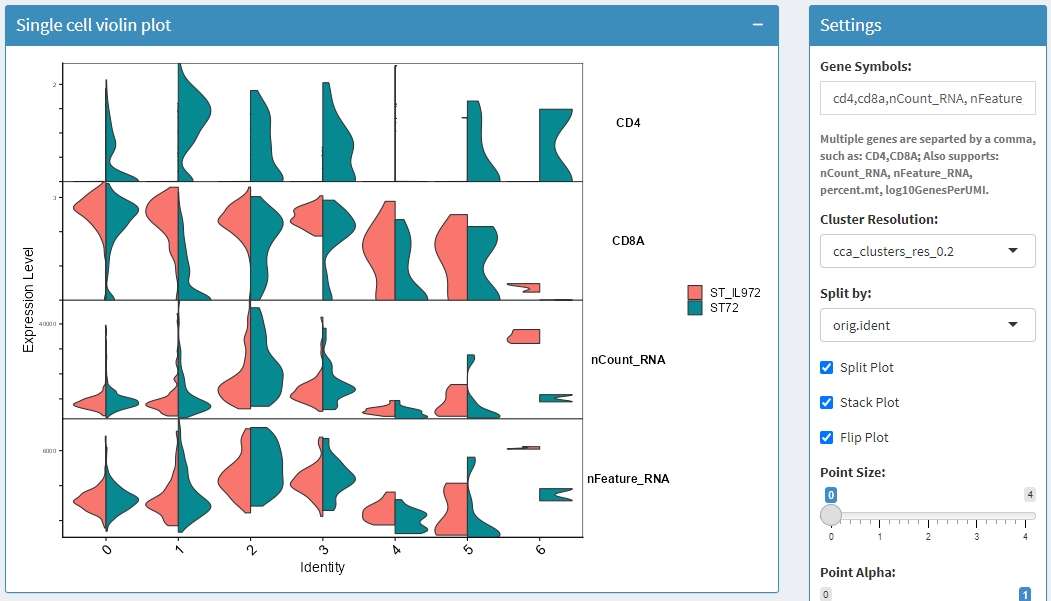 Single cell violin plot
2
CD4
3
CD8A
Expression Level
ST_IL972
ST72
40000
nCount_RNA
6000
nFeature_RNA
0 1 2 3 4 5 6
Identity
Settings
Gene Symbols:
cd4,cd8a,nCount_RNA, nFeature_
Multiple genes are separted by a comma,
such as: CD4,CD8A; Also supports:
nCount_RNA, nFeature_RNA,
percent.mt, log10GenesPerUMI.
Cluster Resolution:
cca_clusters_res_0.2
Split by:
orig.ident
Split Plot
Stack Plot
Flip Plot
Point Size:
0 4
0 1 2 3 4
Point Alpha:
0 1